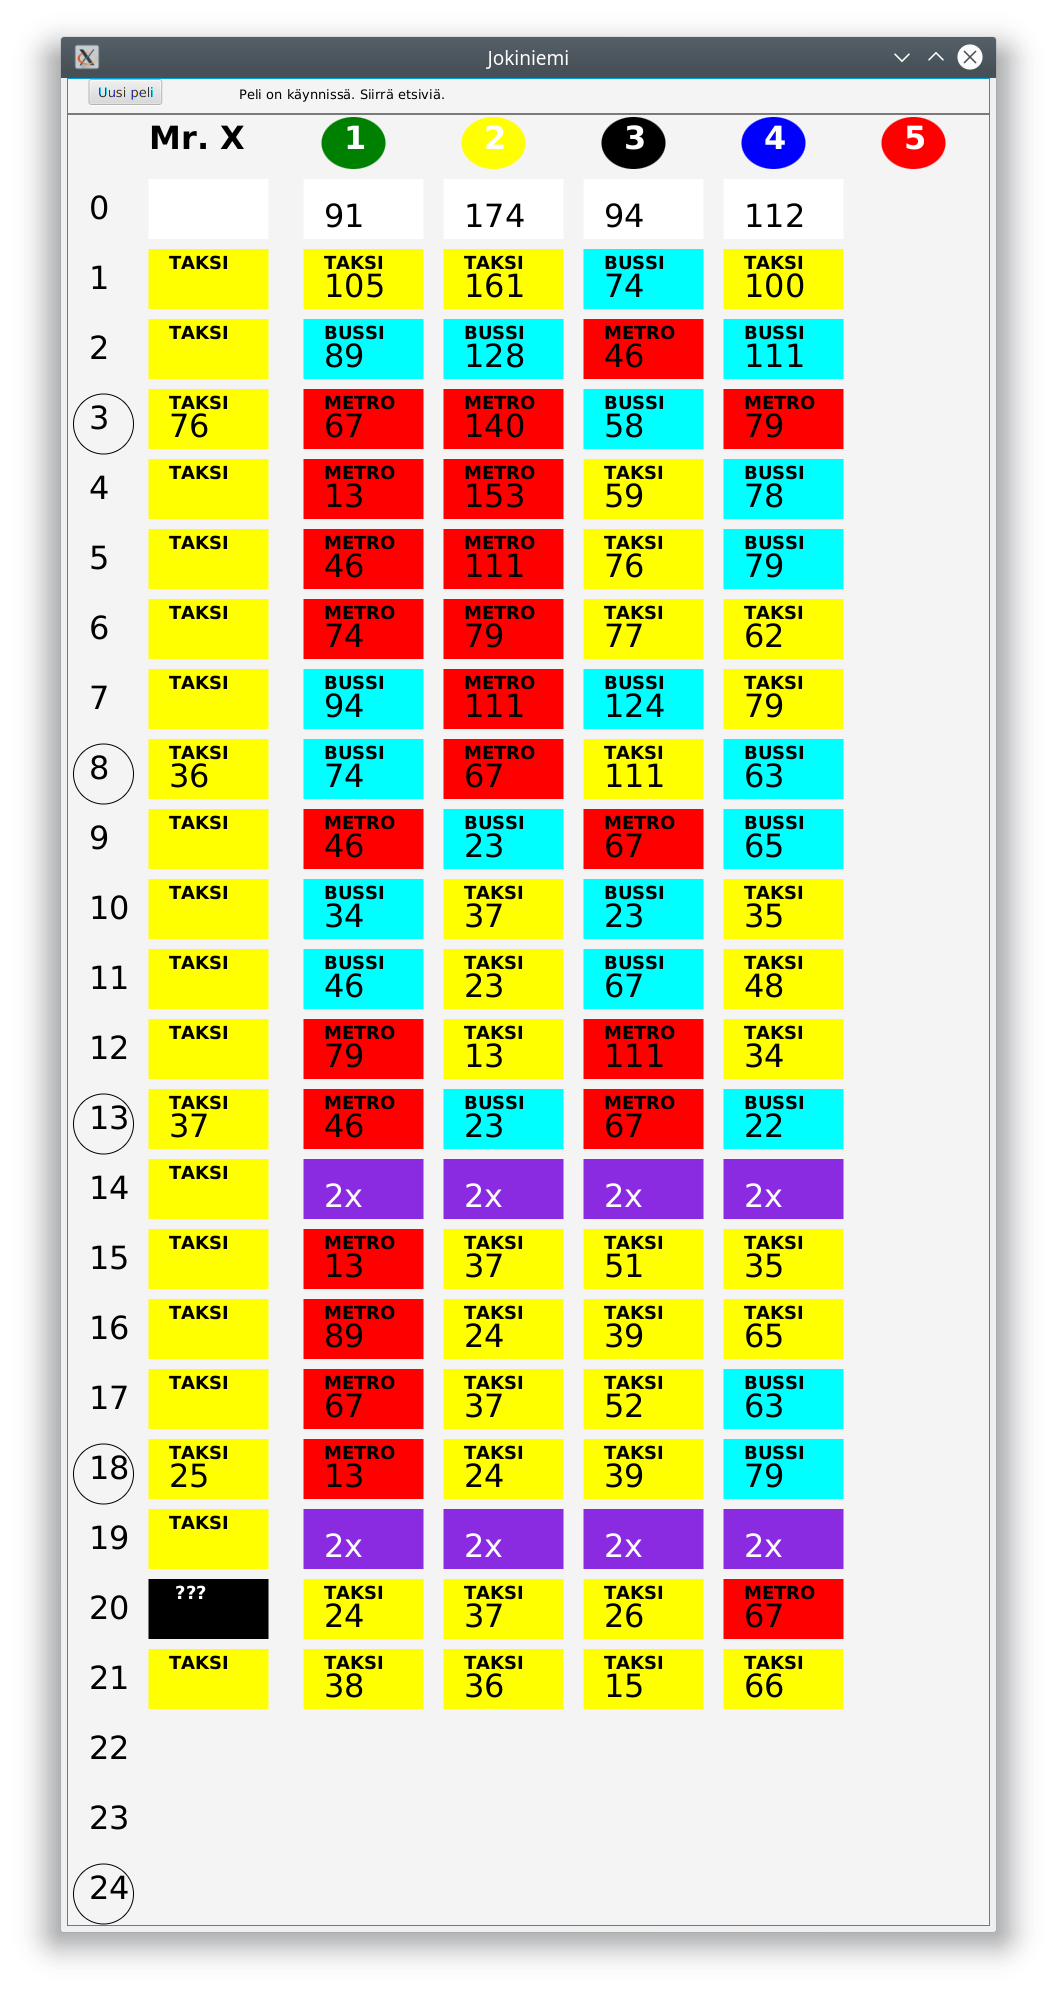 Jokiniemi
Uusi peli Peli on käynnissä. Siirrä etsiviä.
Mr. X 1 2 3 4 5
0 91 174 94 112
1 TAKSI TAKSI 105 TAKSI 161 BUSSI 74 TAKSI 100
2 TAKSI BUSSI 89 BUSSI 128 METRO 46 BUSSI 111
3 TAKSI 76 METRO 67 METRO 140 BUSSI 58 METRO 79
4 TAKSI METRO 13 METRO 153 TAKSI 59 BUSSI 78
5 TAKSI METRO 46 METRO 111 TAKSI 76 BUSSI 79
6 TAKSI METRO 74 METRO 79 TAKSI 77 TAKSI 62
7 TAKSI BUSSI 94 METRO 111 BUSSI 124 TAKSI 79
8 TAKSI 36 BUSSI 74 METRO 67 TAKSI 111 BUSSI 63
9 TAKSI METRO 46 BUSSI 23 METRO 67 BUSSI 65
10 TAKSI BUSSI 34 TAKSI 37 BUSSI 23 TAKSI 35
11 TAKSI BUSSI 46 TAKSI 23 BUSSI 67 TAKSI 48
12 TAKSI METRO 79 TAKSI 13 METRO 111 TAKSI 34
13 TAKSI 37 METRO 46 BUSSI 23 METRO 67 BUSSI 22
14 TAKSI 2x 2x 2x 2x
15 TAKSI METRO 13 TAKSI 37 TAKSI 51 TAKSI 35
16 TAKSI METRO 89 TAKSI 24 TAKSI 39 TAKSI 65
17 TAKSI METRO 67 TAKSI 37 TAKSI 52 BUSSI 63
18 TAKSI 25 METRO 13 TAKSI 24 TAKSI 39 BUSSI 79
19 TAKSI 2x 2x 2x 2x
20 ??? TAKSI 24 TAKSI 37 TAKSI 26 METRO 67
21 TAKSI TAKSI 38 TAKSI 36 TAKSI 15 TAKSI 66
22
23
24